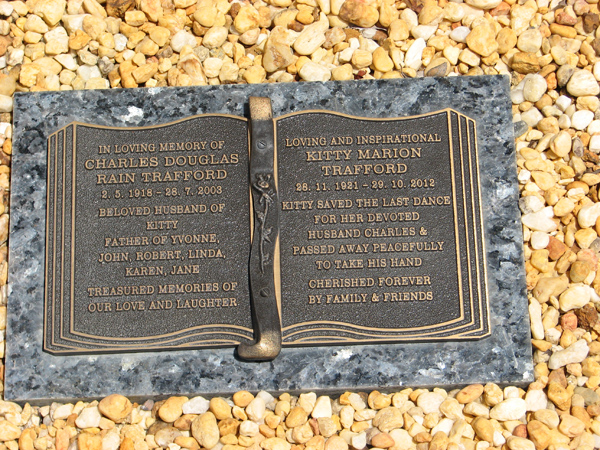 IN LOVING MEMORY OF
CHARLES DOUGLAS
RAIN TRAFFORD
2. 5. 1918 - 26. 7. 2003
BELOVED HUSBAND OF
KITTY
FATHER OF YVONNE,
JOHN, ROBERT, LINDA,
KAREN, JANE
TREASURED MEMORIES OF
OUR LOVE AND LAUGHTER
LOVING AND INSPIRATIONAL
KITTY MARION
TRAFFORD
28. 11. 1921 - 29. 10. 2012
KITTY SAVED THE LAST DANCE
FOR HER DEVOTED
HUSBAND CHARLES &
PASSED AWAY PEACEFULLY
TO TAKE HIS HAND
CHERISHED FOREVER
BY FAMILY & FRIENDS